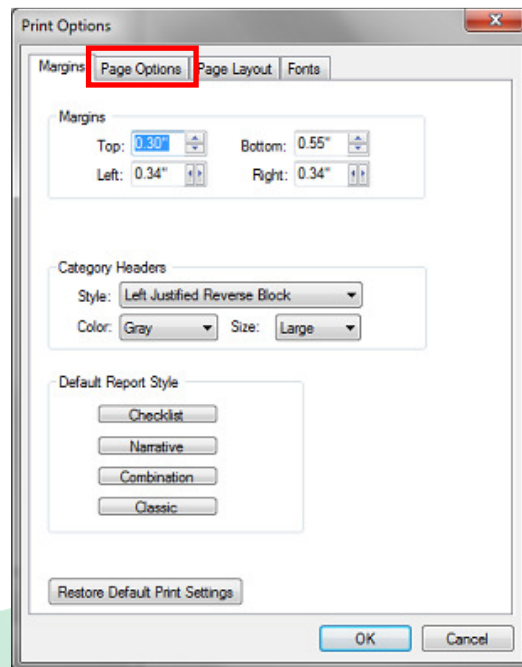 Print Options
Margins Page Options Page Layout Fonts
Margins
Top: 0.30" Bottom: 0.55"
Left: 0.34" Right: 0.34"
Category Headers
Style: Left Justified Reverse Block
Color: Gray Size: Large
Default Report Style
Checklist
Narrative
Combination
Classic
Restore Default Print Settings
OK Cancel